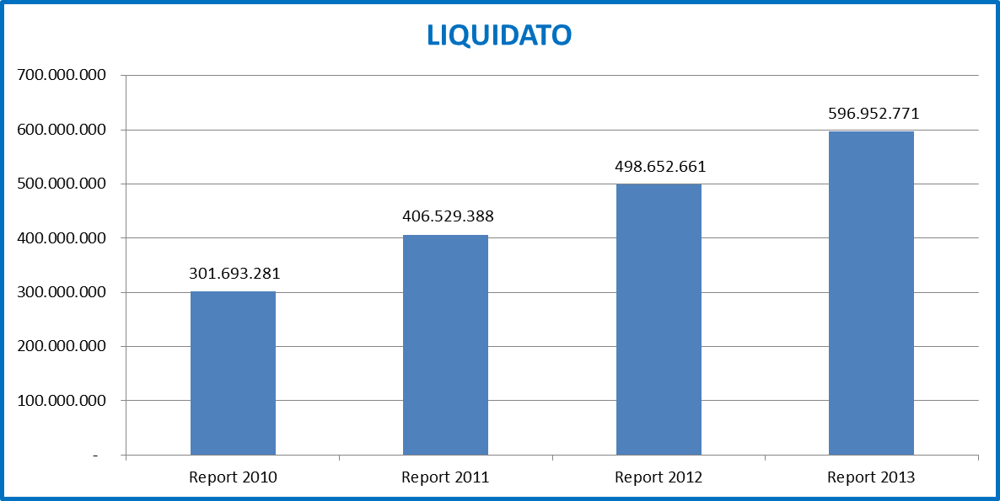 LIQUIDATO
700.000.000
600.000.000
500.000.000
400.000.000
300.000.000
200.000.000
100.000.000
-
301.693.281
406.529.388
498.652.661
596.952.771
Report 2010
Report 2011
Report 2012
Report 2013